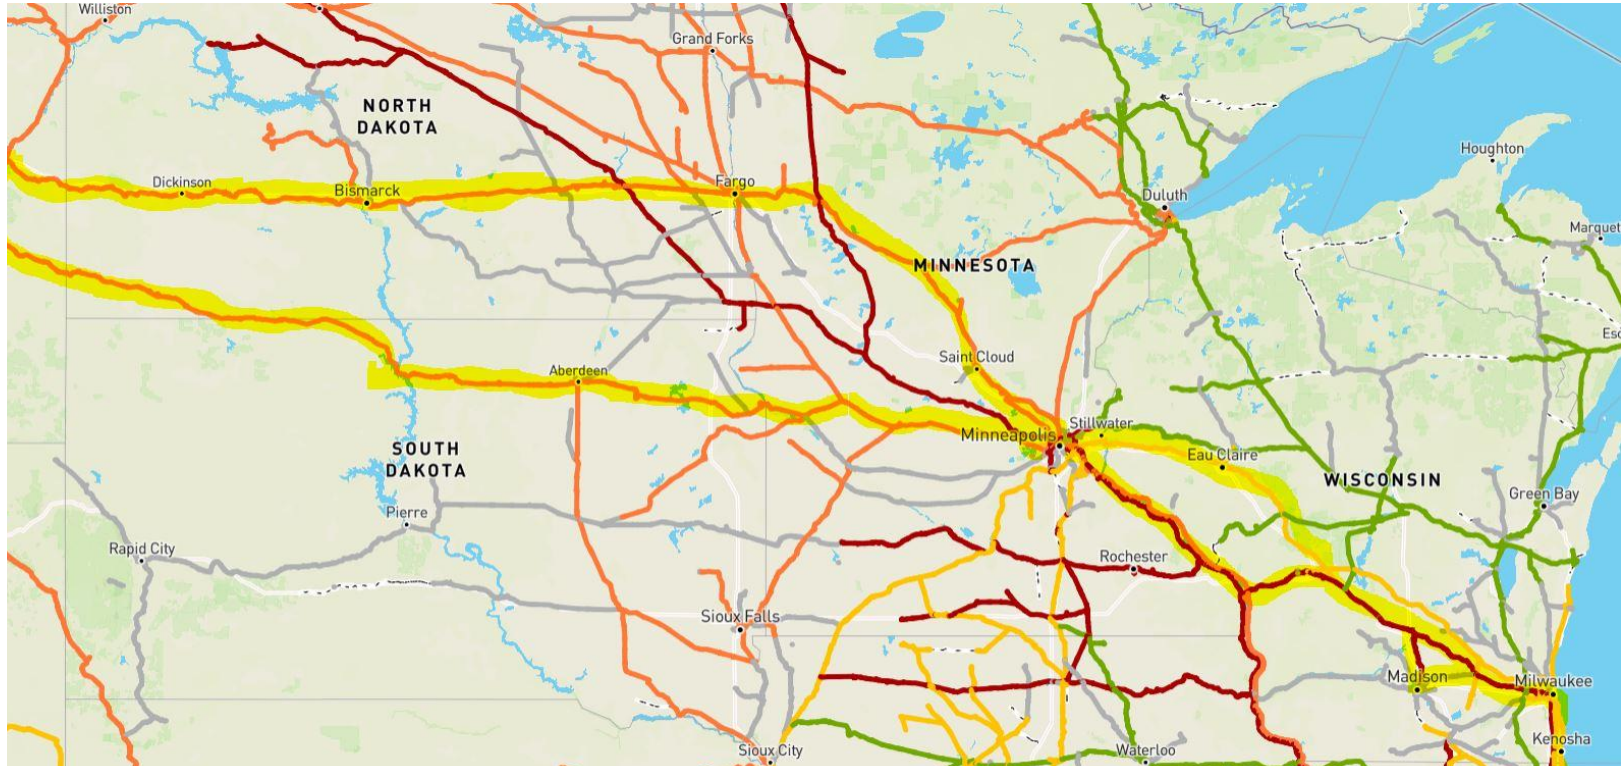 Williston
Grand Forks
NORTH
DAKOTA
Houghton
Dickinson
Bismarck
Fargo
Duluth
Marquet
MINNESOTA
Esc
Saint Cloud
Aberdeen
Stillwater
Minneapolis
SOUTH
DAKOTA
Eau Claire
WISCONSIN
Green Bay
Pierre
Rapid City
Rochester
Sioux Falls
Madison
Milwaukee
Sioux City
Waterloo
Kenosha